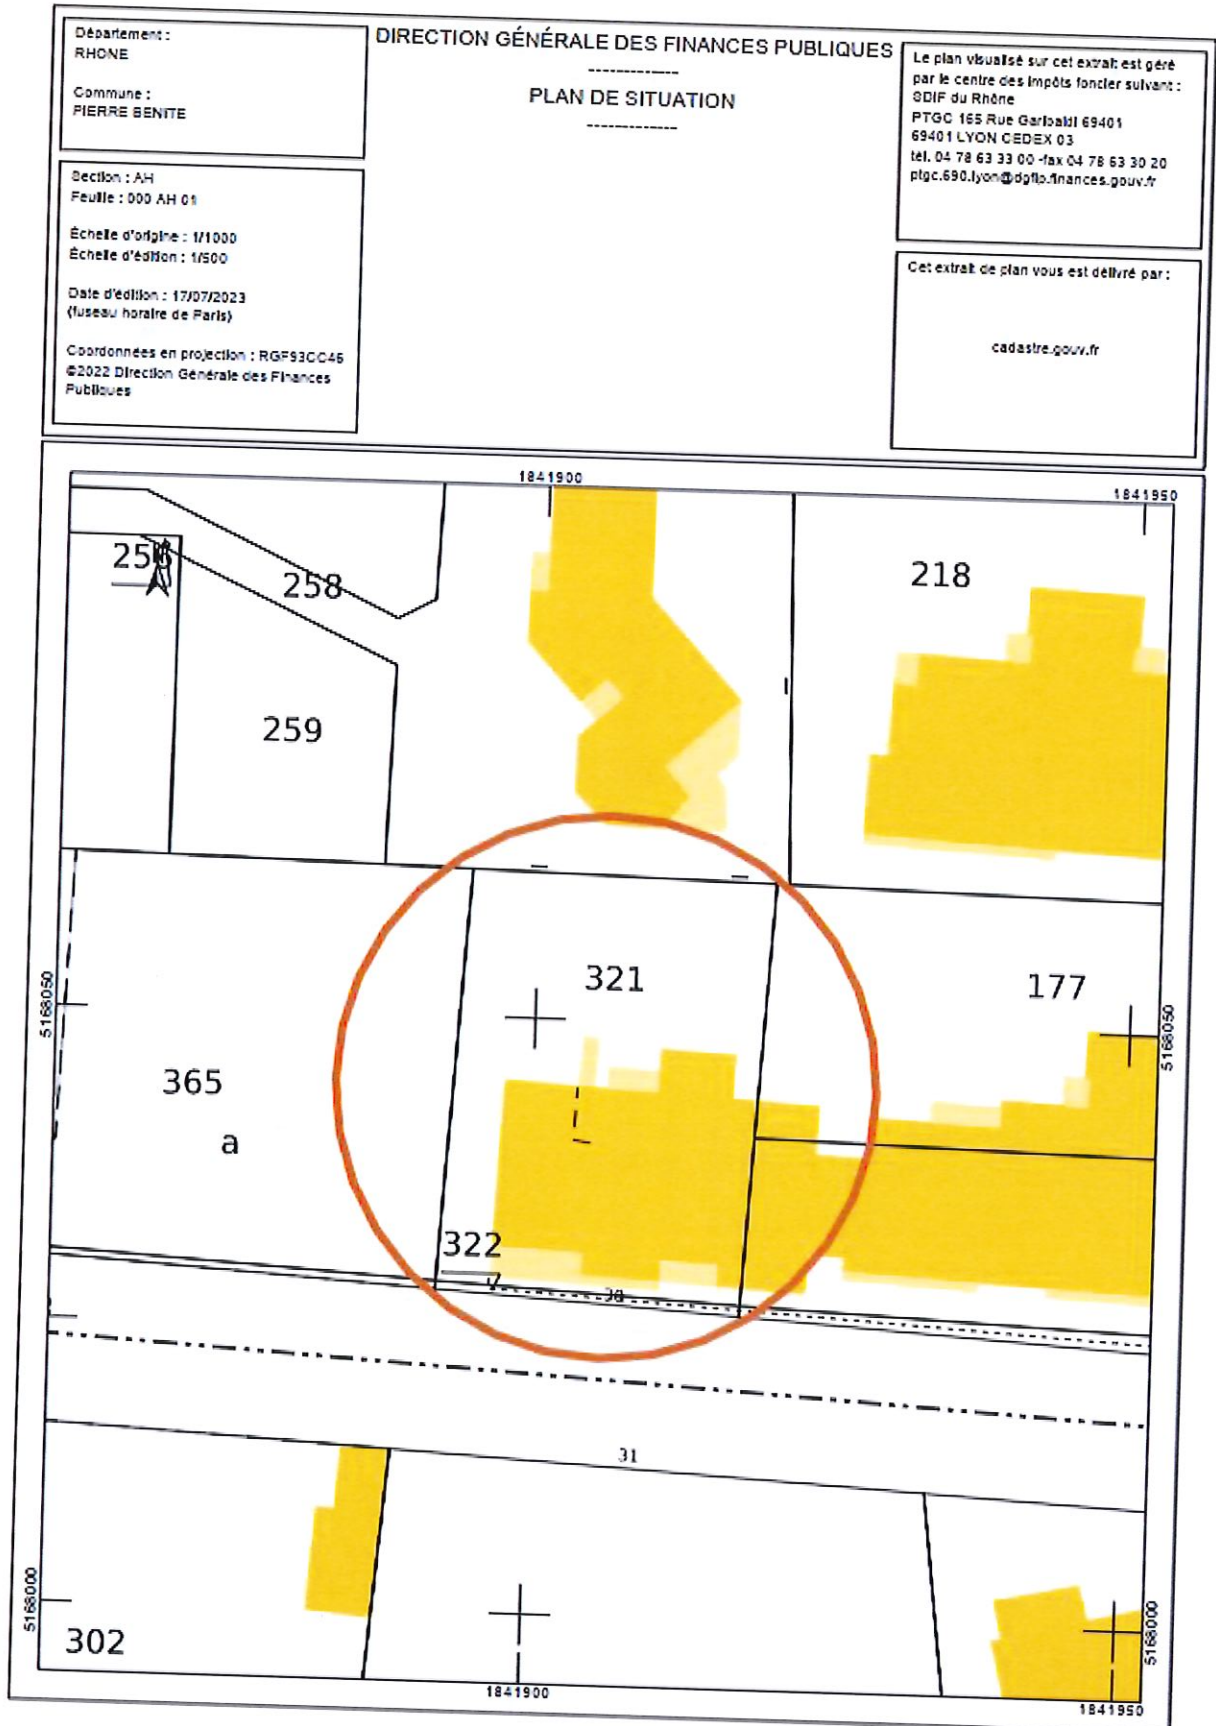 Département :
RHONE
Commune :
PIERRE BENITE
Section : AH
Feuille : 000 AH 01
Échelle d'origine : 1/1000
Échelle d'édition : 1/500
Date d'édition : 17/07/2023
(fuseau horaire de Paris)
Coordonnées en projection : RGF93CC46
©2022 Direction Générale des Finances
Publiques
DIRECTION GÉNÉRALE DES FINANCES PUBLIQUES
-------------
PLAN DE SITUATION
-------------
Le plan visualisé sur cet extrait est géré
par le centre des impôts foncier suivant :
SDIF du Rhône
PTGC 165 Rue Garibaldi 69401
69401 LYON CEDEX 03
tél. 04 78 63 33 00 -fax 04 78 63 30 20
ptgc.690.lyon@dgfip.finances.gouv.fr
Cet extrait de plan vous est délivré par :
cadastre.gouv.fr
1841900
1841950
258
218
259
321
177
5168050
5168050
365
a
322
31
302
5168000
5168000
1841900
1841950